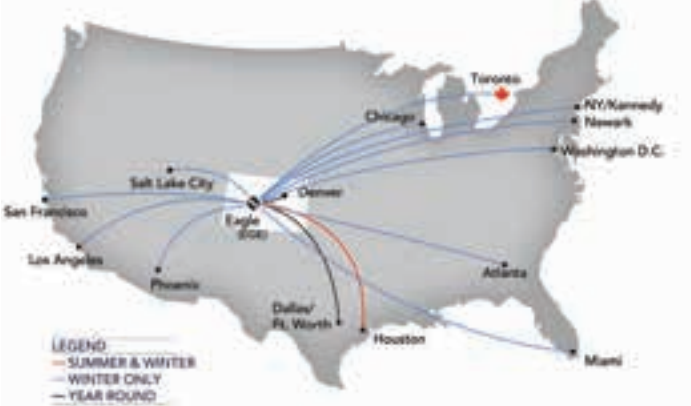 Toronto
NY/Kennedy
Newark
Chicago
Washington D.C.
Salt Lake City
Denver
San Francisco
Eagle
(EGE)
Los Angeles
Atlanta
Phoenix
Dallas/
Ft. Worth
Houston
Miami
LEGEND
SUMMER & WINTER
WINTER ONLY
YEAR ROUND